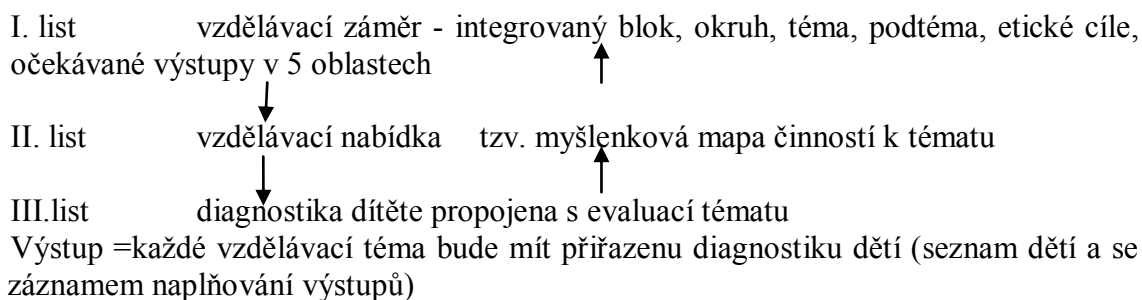 I. list vzdělávací záměr - integrovaný blok, okruh, téma, podtéma, etické cíle,
očekávané výstupy v 5 oblastech
II. list vzdělávací nabídka tzv. myšlenková mapa činností k tématu
III.list diagnostika dítěte propojena s evaluací tématu
Výstup =každé vzdělávací téma bude mít přiřazenu diagnostiku dětí (seznam dětí a se
záznamem naplňování výstupů)